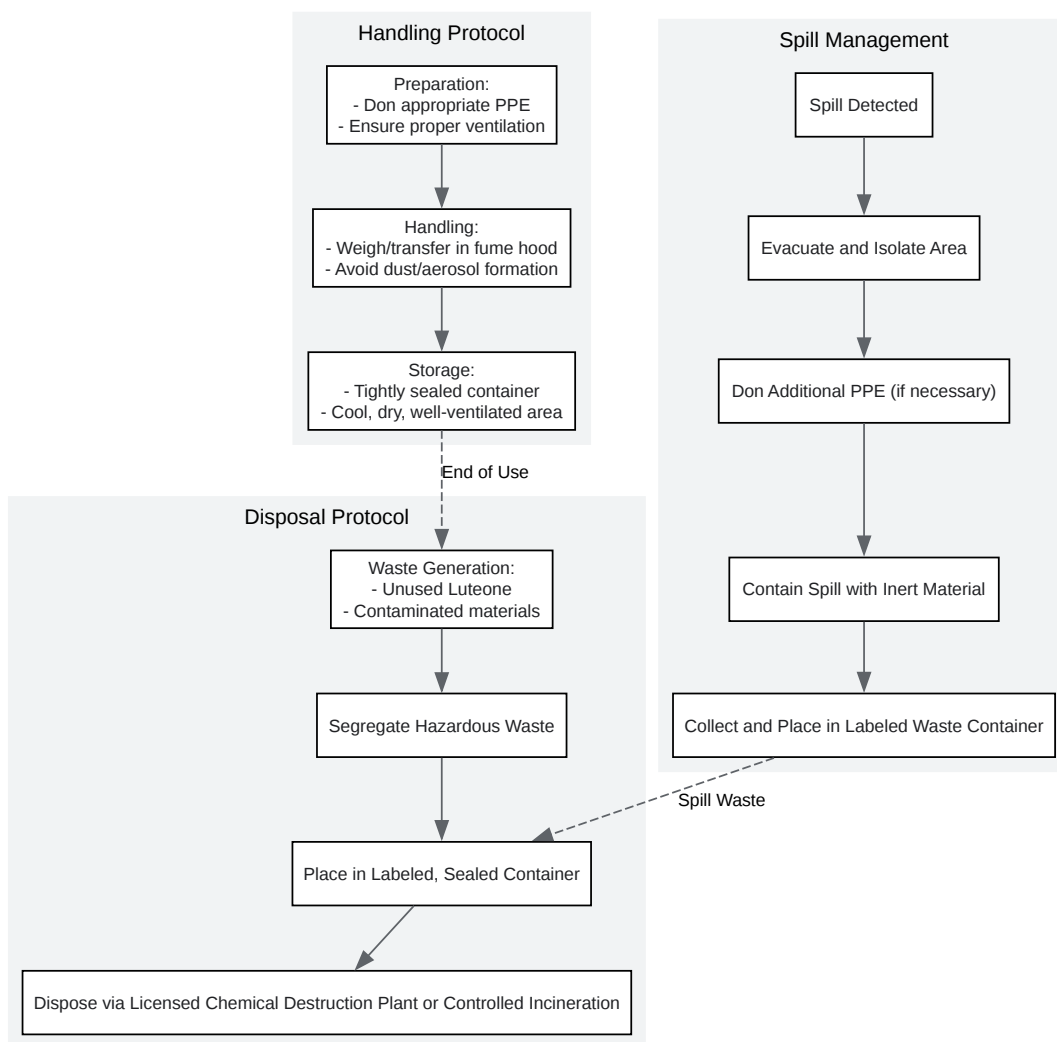 Handling Protocol
Preparation:
- Don appropriate PPE
- Ensure proper ventilation
Handling:
- Weigh/transfer in fume hood
- Avoid dust/aerosol formation
Storage:
- Tightly sealed container
- Cool, dry, well-ventilated area
End of Use
Disposal Protocol
Waste Generation:
- Unused Luteone
- Contaminated materials
Segregate Hazardous Waste
Place in Labeled, Sealed Container
Dispose via Licensed Chemical Destruction Plant or Controlled Incineration
Spill Management
Spill Detected
Evacuate and Isolate Area
Don Additional PPE (if necessary)
Contain Spill with Inert Material
Collect and Place in Labeled Waste Container
Spill Waste